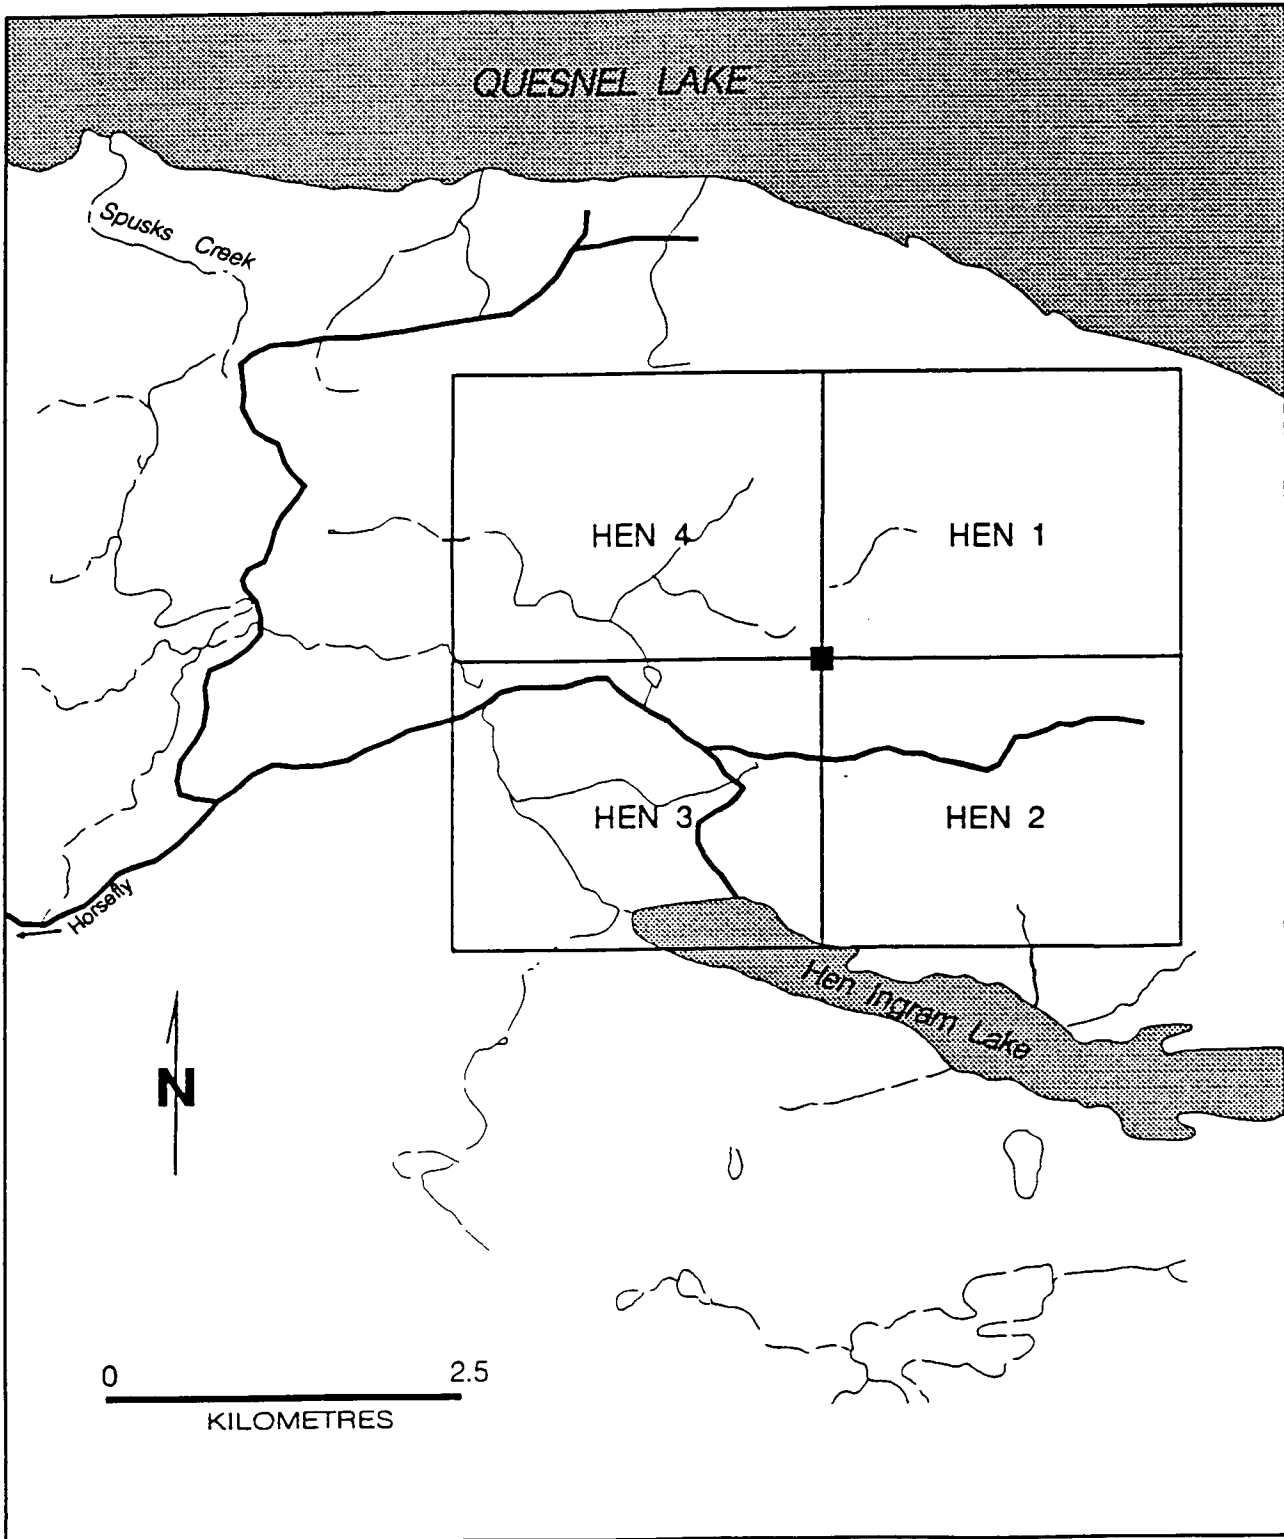 QUESNEL LAKE
Spusks Creek
HEN 4
HEN 1
HEN 3
HEN 2
Horsefly
Hen Ingram Lake
N
0 2.5
KILOMETRES